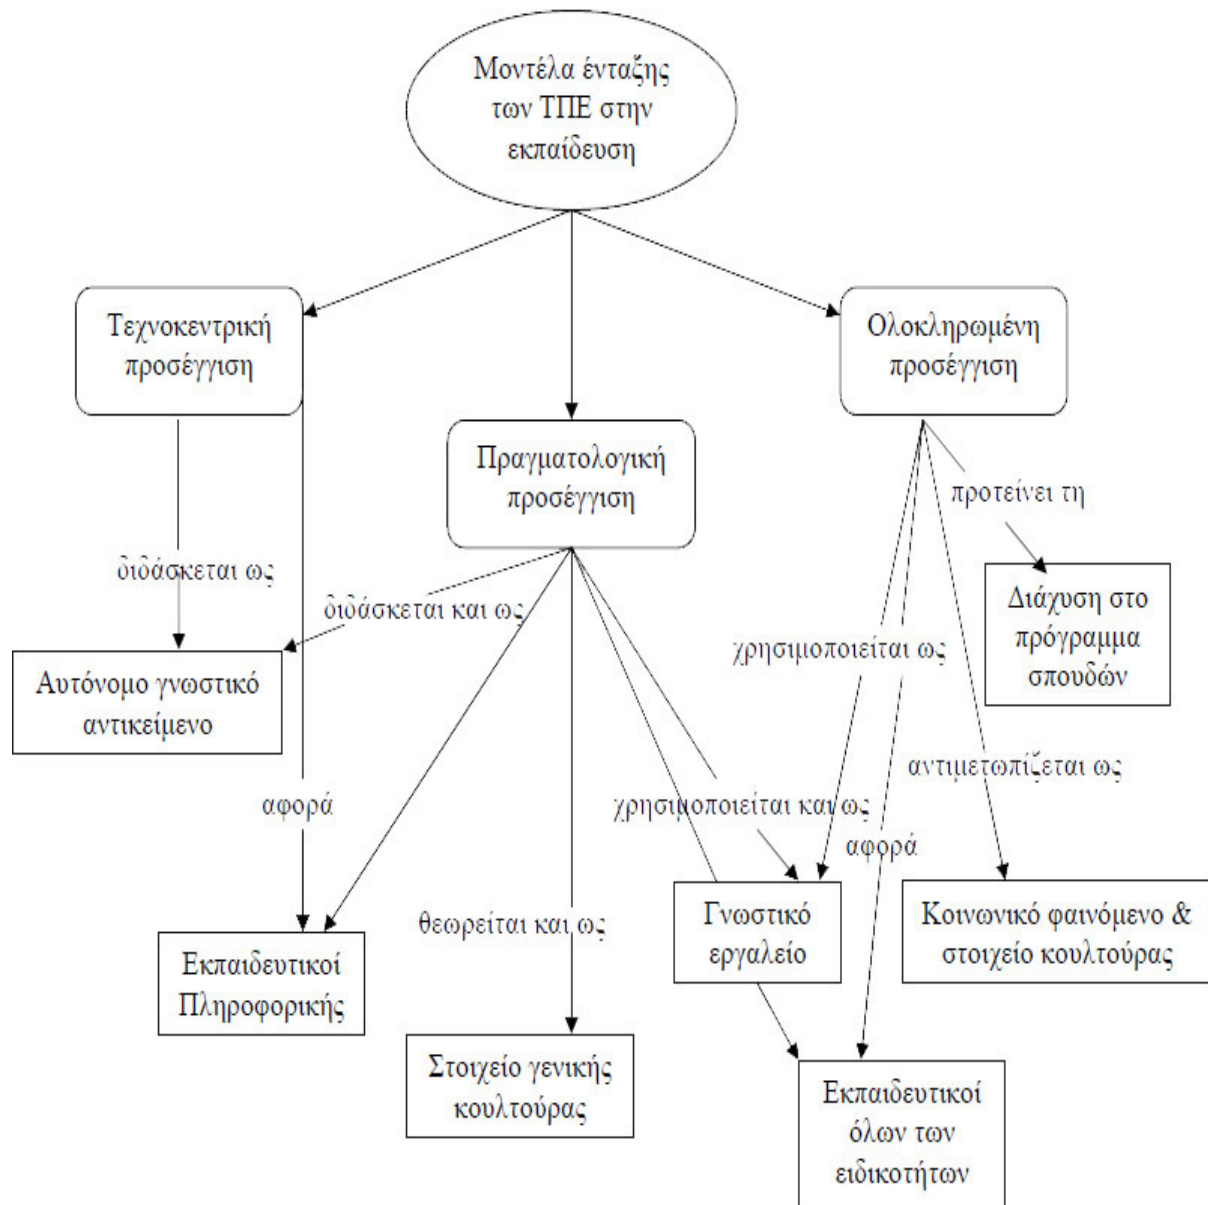 Μοντέλα ένταξης
των ΤΠΕ στην
εκπαίδευση
Τεχνοκεντρική
προσέγγιση
Ολοκληρωμένη
προσέγγιση
Πραγματολογική
προσέγγιση
προτείνει τη
διδάσκεται ως
διδάσκεται και ως
Διάχυση στο
πρόγραμμα
σπουδών
χρησιμοποιείται ως
Αυτόνομο γνωστικό
αντικείμενο
αντιμετωπίζεται ως
αφορά
χρησιμοποιείται και ως
αφορά
Γνωστικό
εργαλείο
Κοινωνικό φαινόμενο &
στοιχείο κουλτούρας
θεωρείται και ως
Εκπαιδευτικοί
Πληροφορικής
Στοιχείο γενικής
κουλτούρας
Εκπαιδευτικοί
όλων των
ειδικοτήτων